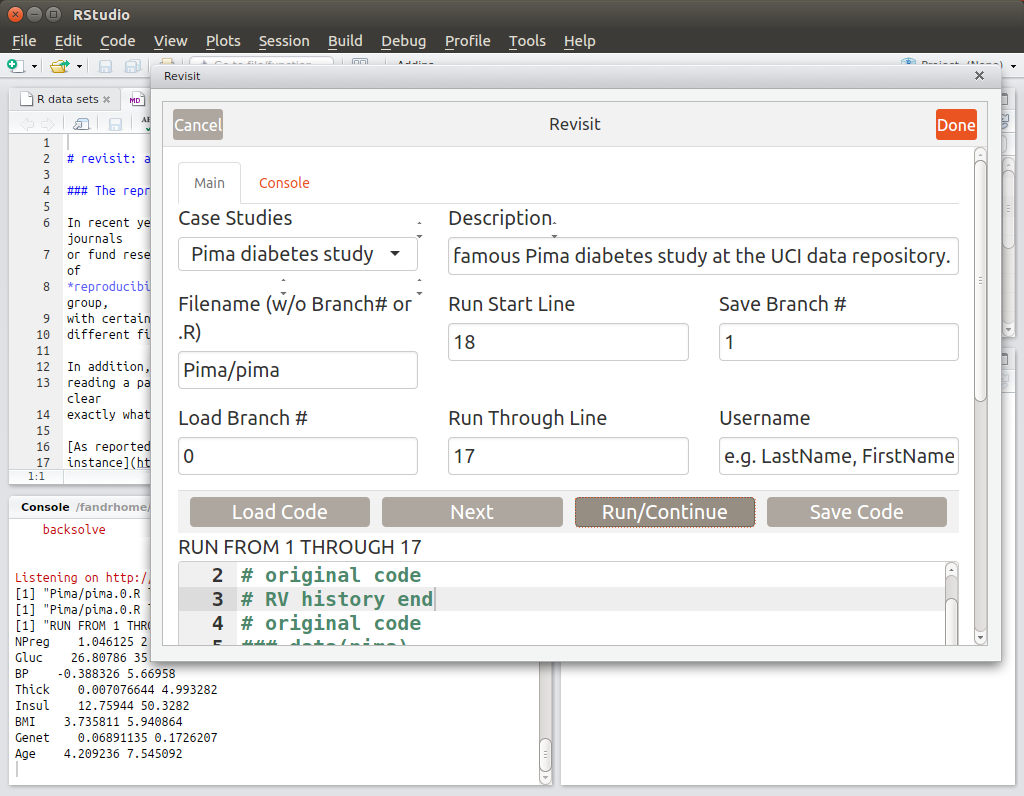 RStudio
File Edit Code View Plots Session Build Debug Profile Tools Help
Revisit
R data sets
MD
Cancel
Revisit
Done
Main
Console
Case Studies
Description
Pima diabetes study
famous Pima diabetes study at the UCI data repository.
Filename (w/o Branch# or
.R)
Run Start Line
Save Branch #
Pima/pima
18
1
Load Branch #
Run Through Line
Username
0
17
e.g. LastName, FirstName
Load Code
Next
Run/Continue
Save Code
RUN FROM 1 THROUGH 17
2 # original code
3 # RV history end
4 # original code
5 ### data(pima)
1
2 # revisit: a
3
4 ### The repr
5
6 In recent ye
journals
7 or fund rese
of
8 *reproducibi
group,
9 with certain
10 different fi
11
12 In addition,
13 reading a pa
clear
14 exactly what
15
16 [As reported
17 instance](ht
1:1
Console /fandrhome/
backsolve
Listening on http:/
[1] "Pima/pima.0.R
[1] "Pima/pima.0.R
[1] "RUN FROM 1 THRO
NPreg 1.046125 2
Gluc 26.80786 35
BP -0.388326 5.66958
Thick 0.007076644 4.993282
Insul 12.75944 50.3282
BMI 3.735811 5.940864
Genet 0.06891135 0.1726207
Age 4.209236 7.545092